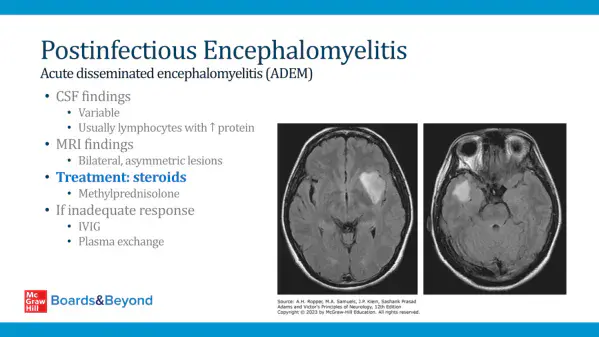 Postinfectious Encephalomyelitis
Acute disseminated encephalomyelitis (ADEM)
• CSF findings
• Variable
• Usually lymphocytes with ↑ protein
• MRI findings
• Bilateral, asymmetric lesions
• Treatment: steroids
• Methylprednisolone
• If inadequate response
• IVIG
• Plasma exchange
Source: A.H. Ropper, M.A. Samuels, J.P. Klein, Sashank Prasad
Adams and Victor's Principles of Neurology, 12th Edition
Copyright © 2023 by McGraw-Hill Education. All rights reserved.
Mc
Graw
Hill
Boards&Beyond